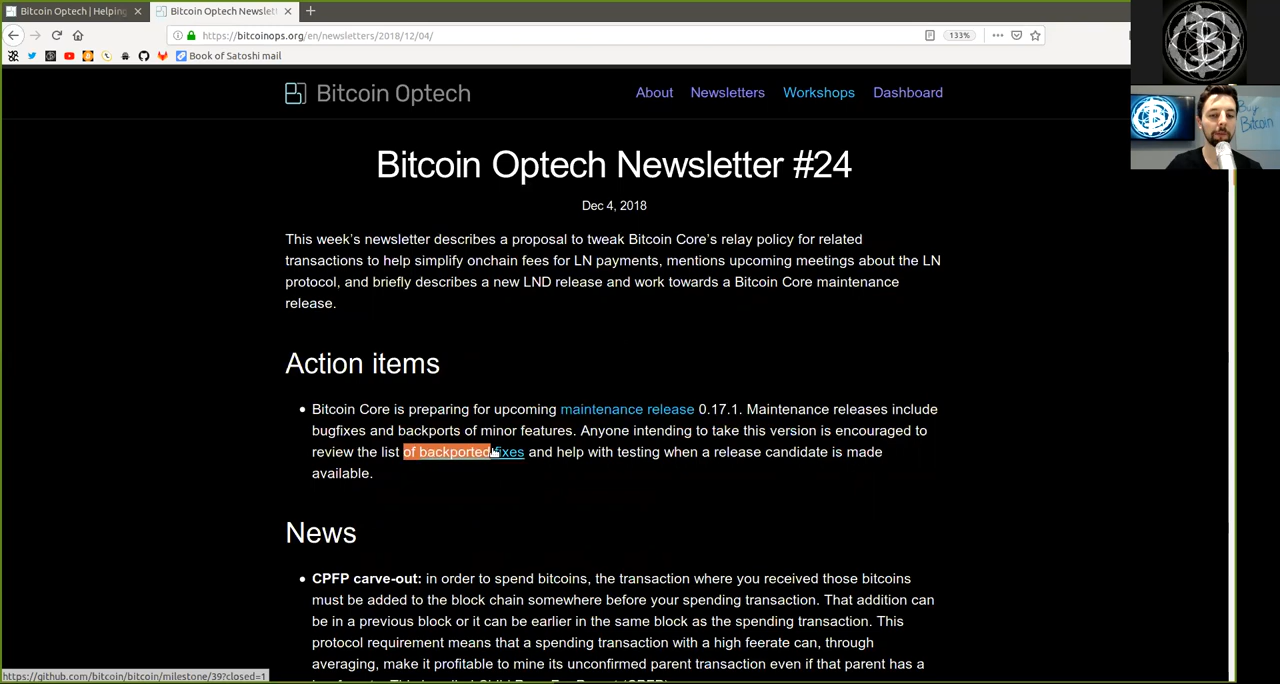 Bitcoin Optech | Helping
Bitcoin Optech Newslett
https://bitcoinops.org/en/newsletters/2018/12/04/
133%
Book of Satoshi mail
Bitcoin Optech
About Newsletters Workshops Dashboard
Buy
Bitcoin
Bitcoin Optech Newsletter #24
Dec 4, 2018
This week's newsletter describes a proposal to tweak Bitcoin Core's relay policy for related
transactions to help simplify onchain fees for LN payments, mentions upcoming meetings about the LN
protocol, and briefly describes a new LND release and work towards a Bitcoin Core maintenance
release.
Action items
• Bitcoin Core is preparing for upcoming maintenance release 0.17.1. Maintenance releases include
bugfixes and backports of minor features. Anyone intending to take this version is encouraged to
review the list of backported fixes and help with testing when a release candidate is made
available.
News
• CPFP carve-out: in order to spend bitcoins, the transaction where you received those bitcoins
must be added to the block chain somewhere before your spending transaction. That addition can
be in a previous block or it can be earlier in the same block as the spending transaction. This
protocol requirement means that a spending transaction with a high feerate can, through
averaging, make it profitable to mine its unconfirmed parent transaction even if that parent has a
https://github.com/bitcoin/bitcoin/milestone/39?closed=1